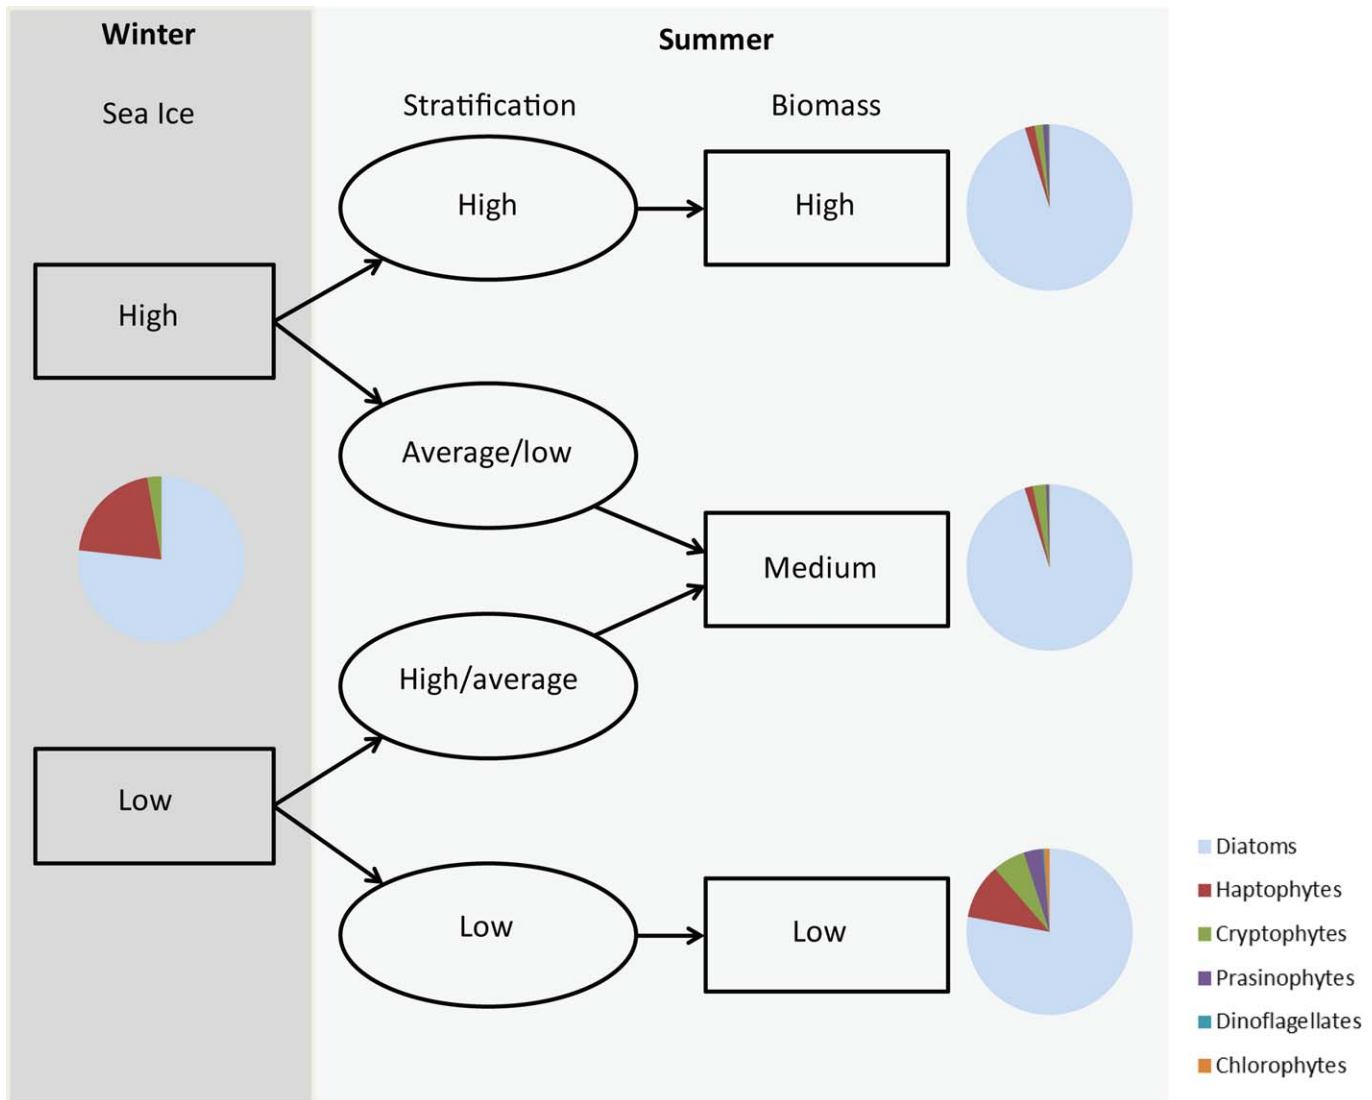 Winter
Summer
Sea Ice
Stratification
Biomass
High
High
High
Average/low
Medium
High/average
Low
Low
Low
Diatoms
Haptophytes
Cryptophytes
Prasinophytes
Dinoflagellates
Chlorophytes